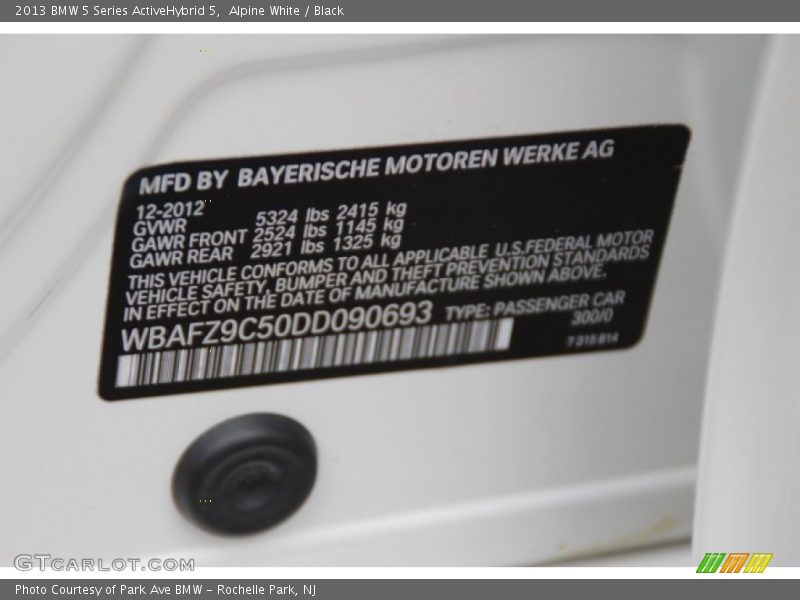 2013 BMW 5 Series ActiveHybrid 5, Alpine White / Black
MFD BY BAYERISCHE MOTOREN WERKE AG
12-2012
GVWR 5324 lbs 2415 kg
GAWR FRONT 2524 lbs 1145 kg
GAWR REAR 2921 lbs 1325 kg
THIS VEHICLE CONFORMS TO ALL APPLICABLE U.S.FEDERAL MOTOR
VEHICLE SAFETY, BUMPER AND THEFT PREVENTION STANDARDS
IN EFFECT ON THE DATE OF MANUFACTURE SHOWN ABOVE.
WBAFZ9C50DD090693 TYPE: PASSENGER CAR
300/0
GTCARLOT.COM
Photo Courtesy of Park Ave BMW - Rochelle Park, NJ